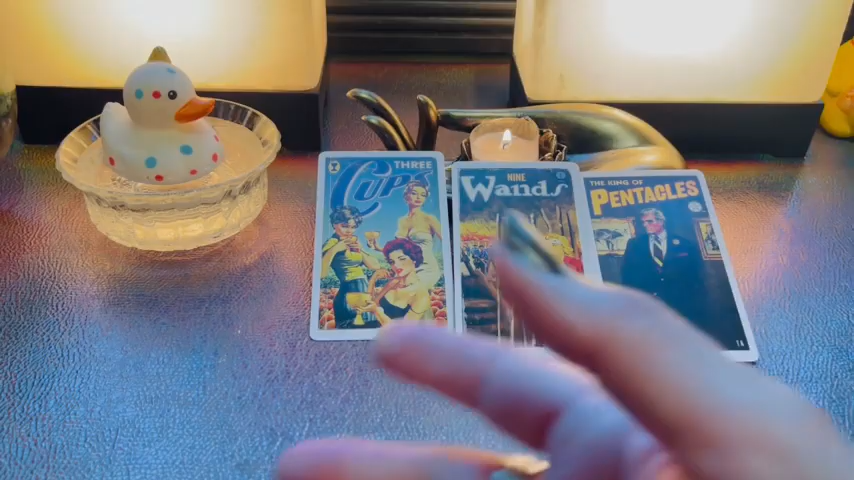 THREE
CUPS
NINE
Wands
THE KING OF
PENTACLES